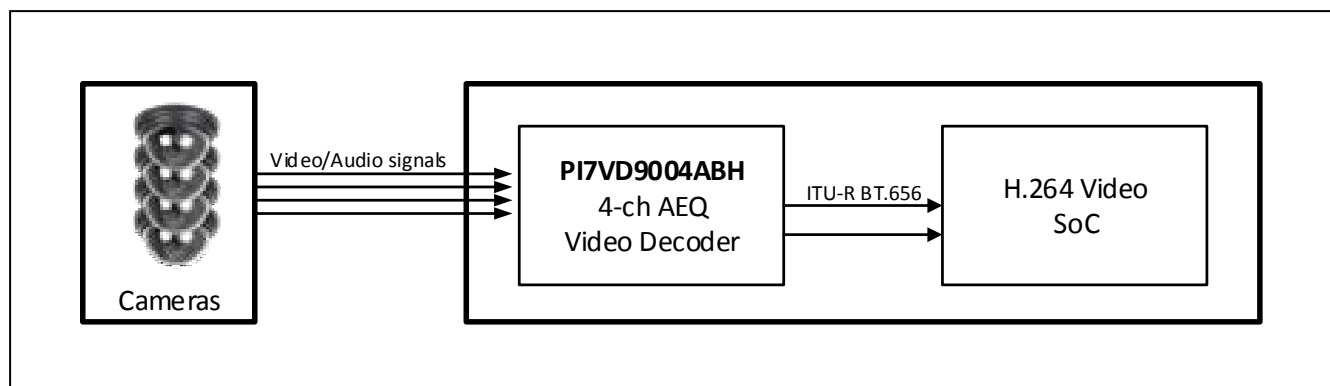 Cameras
Video/Audio signals
PI7VD9004ABH
4-ch AEQ
Video Decoder
ITU-R BT.656
H.264 Video
SoC